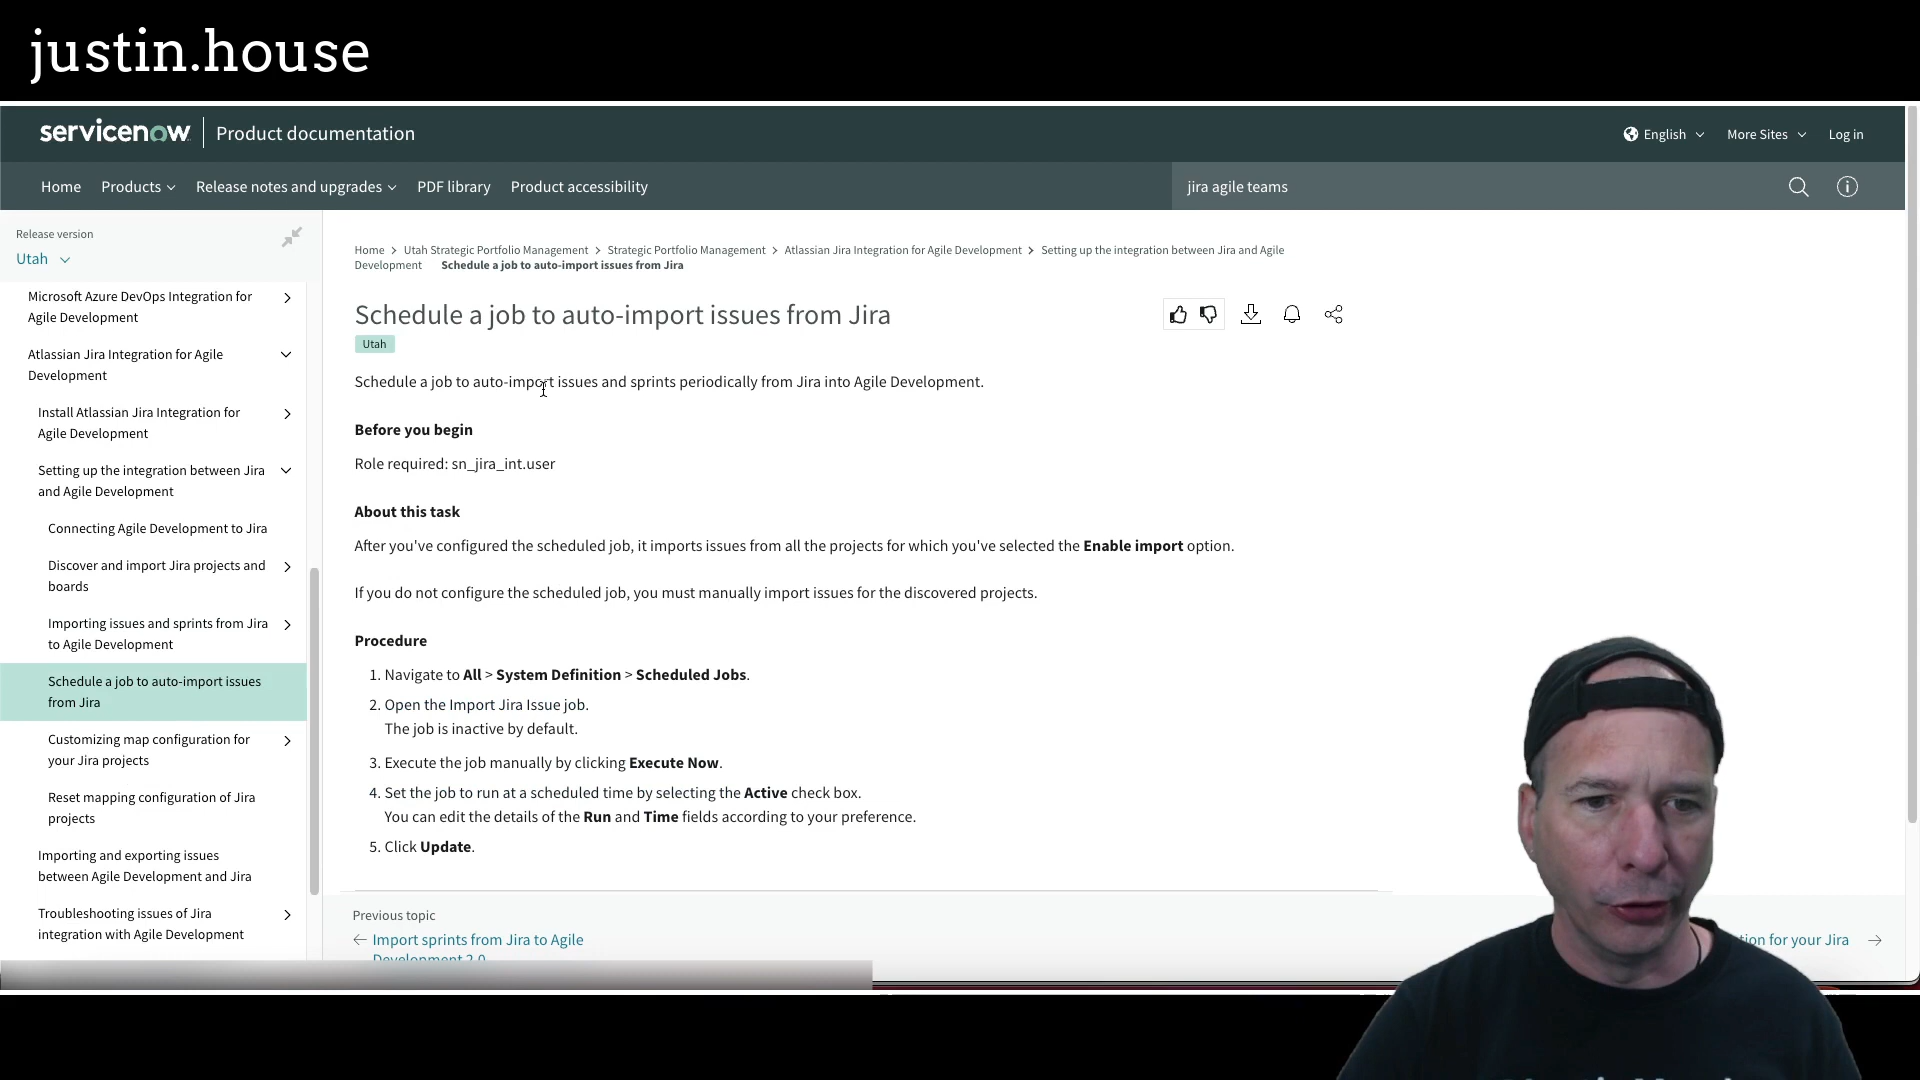 justin.house
servicenow Product documentation
English More Sites Log in
Home Products Release notes and upgrades PDF library Product accessibility
jira agile teams
Release version
Utah
Microsoft Azure DevOps Integration for
Agile Development
Atlassian Jira Integration for Agile
Development
Install Atlassian Jira Integration for
Agile Development
Setting up the integration between Jira
and Agile Development
Connecting Agile Development to Jira
Discover and import Jira projects and
boards
Importing issues and sprints from Jira
to Agile Development
Schedule a job to auto-import issues
from Jira
Customizing map configuration for
your Jira projects
Reset mapping configuration of Jira
projects
Importing and exporting issues
between Agile Development and Jira
Troubleshooting issues of Jira
integration with Agile Development
Home > Utah Strategic Portfolio Management > Strategic Portfolio Management > Atlassian Jira Integration for Agile Development > Setting up the integration between Jira and Agile
Development Schedule a job to auto-import issues from Jira
Schedule a job to auto-import issues from Jira
Utah
Schedule a job to auto-import issues and sprints periodically from Jira into Agile Development.
Before you begin
Role required: sn_jira_int.user
About this task
After you've configured the scheduled job, it imports issues from all the projects for which you've selected the Enable import option.
If you do not configure the scheduled job, you must manually import issues for the discovered projects.
Procedure
1. Navigate to All > System Definition > Scheduled Jobs.
2. Open the Import Jira Issue job.
The job is inactive by default.
3. Execute the job manually by clicking Execute Now.
4. Set the job to run at a scheduled time by selecting the Active check box.
You can edit the details of the Run and Time fields according to your preference.
5. Click Update.
Previous topic
Import sprints from Jira to Agile
Development 2.0
for your Jira